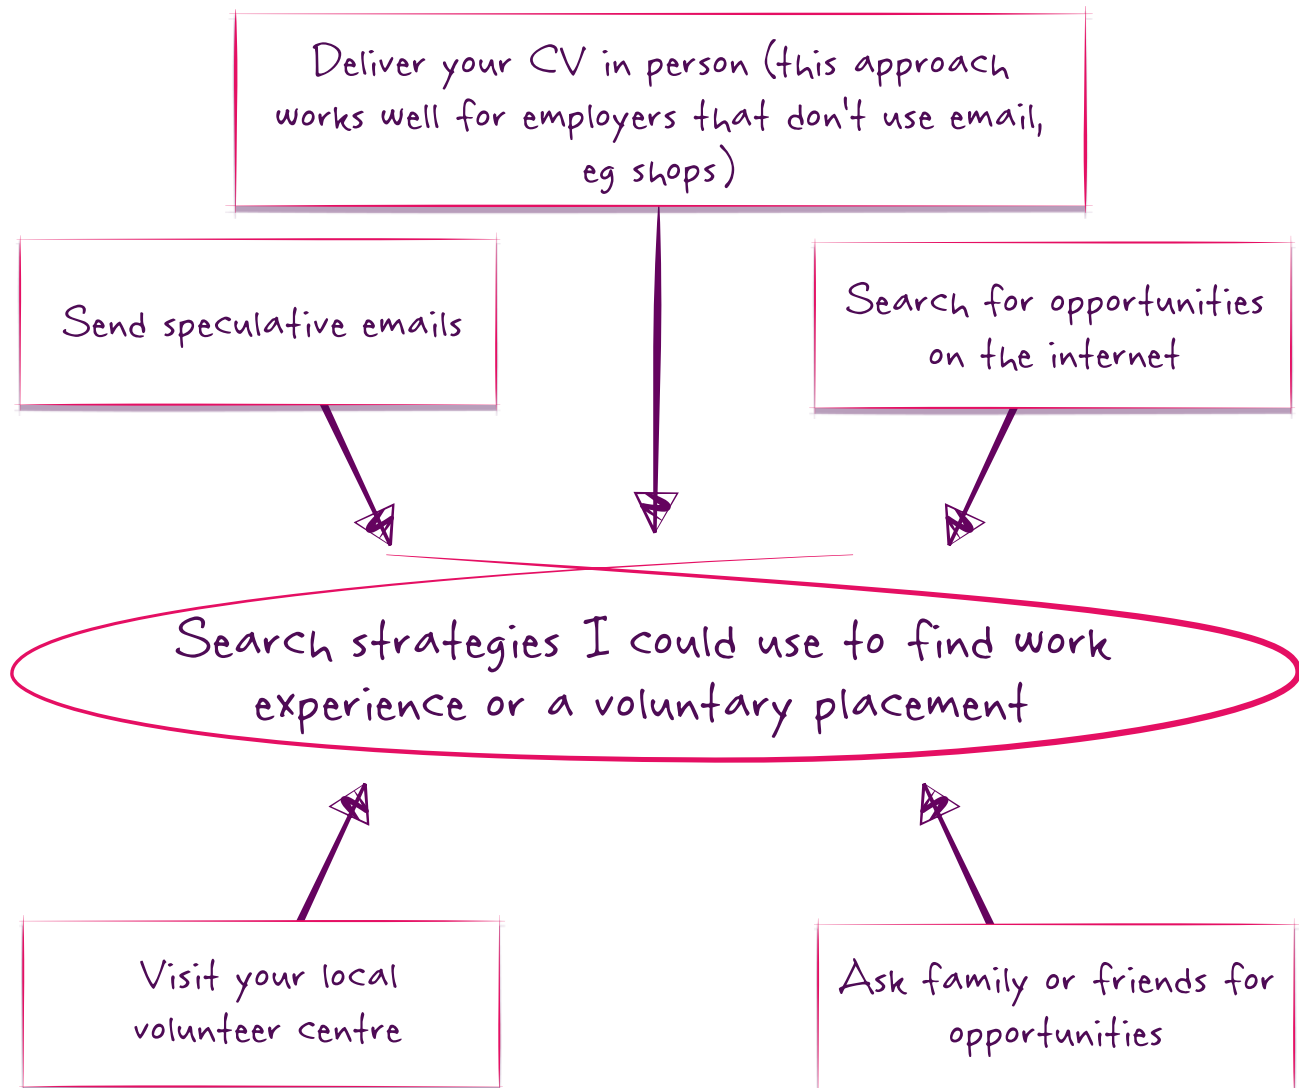 Deliver your CV in person (this approach
works well for employers that don't use email,
eg shops)
Send speculative emails
Search for opportunities
on the internet
Search strategies I could use to find work
experience or a voluntary placement
Visit your local
volunteer centre
Ask family or friends for
opportunities